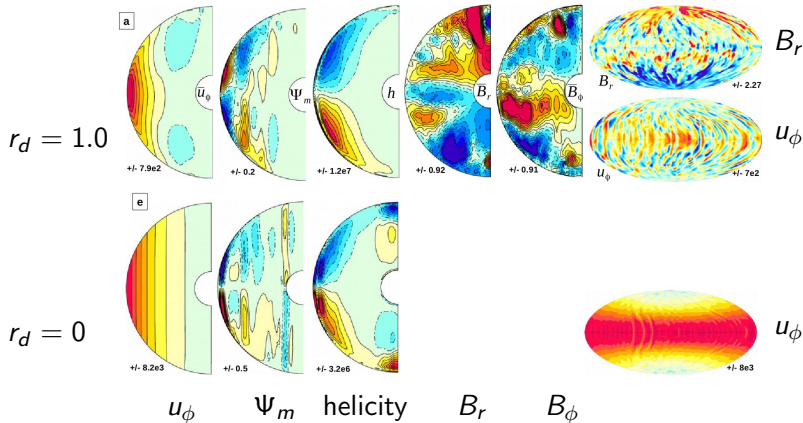 a
ū_ϕ Ψ_m h B_r B_ϕ B_r B_r
+/- 7.9e2 +/- 0.2 +/- 1.2e7 +/- 0.92 +/- 0.91 +/- 2.27
r_d = 1.0 u_ϕ
u_ϕ +/- 7e2
e
r_d = 0 u_ϕ
+/- 8.2e3 +/- 0.5 +/- 3.2e6 +/- 8e3
u_ϕ Ψ_m helicity B_r B_ϕ